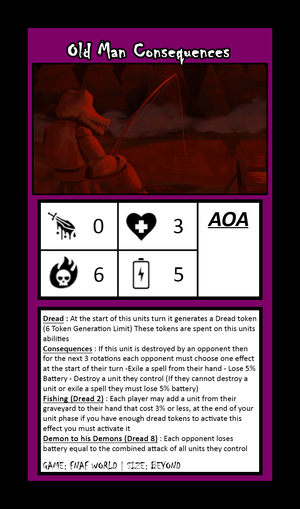 Old Man Consequences
0
3
AOA
6
5
Dread : At the start of this units turn it generates a Dread token
(6 Token Generation Limit) These tokens are spent on this units
abilities
Consequences : If this unit is destroyed by an opponent then
for the next 3 rotations each opponent must choose one effect
at the start of their turn -Exile a spell from their hand - Lose 5%
Battery - Destroy a unit they control (If they cannot destroy a
unit or exile a spell they must lose 5% battery)
Fishing (Dread 2) : Each player may add a unit from their
graveyard to their hand that cost 3% or less, at the end of your
unit phase if you have enough dread tokens to activate this
effect you must activate it
Demon to his Demons (Dread 8) : Each opponent loses
battery equal to the combined attack of all units they control
GAME: FNAF WORLD | SIZE: BEYOND